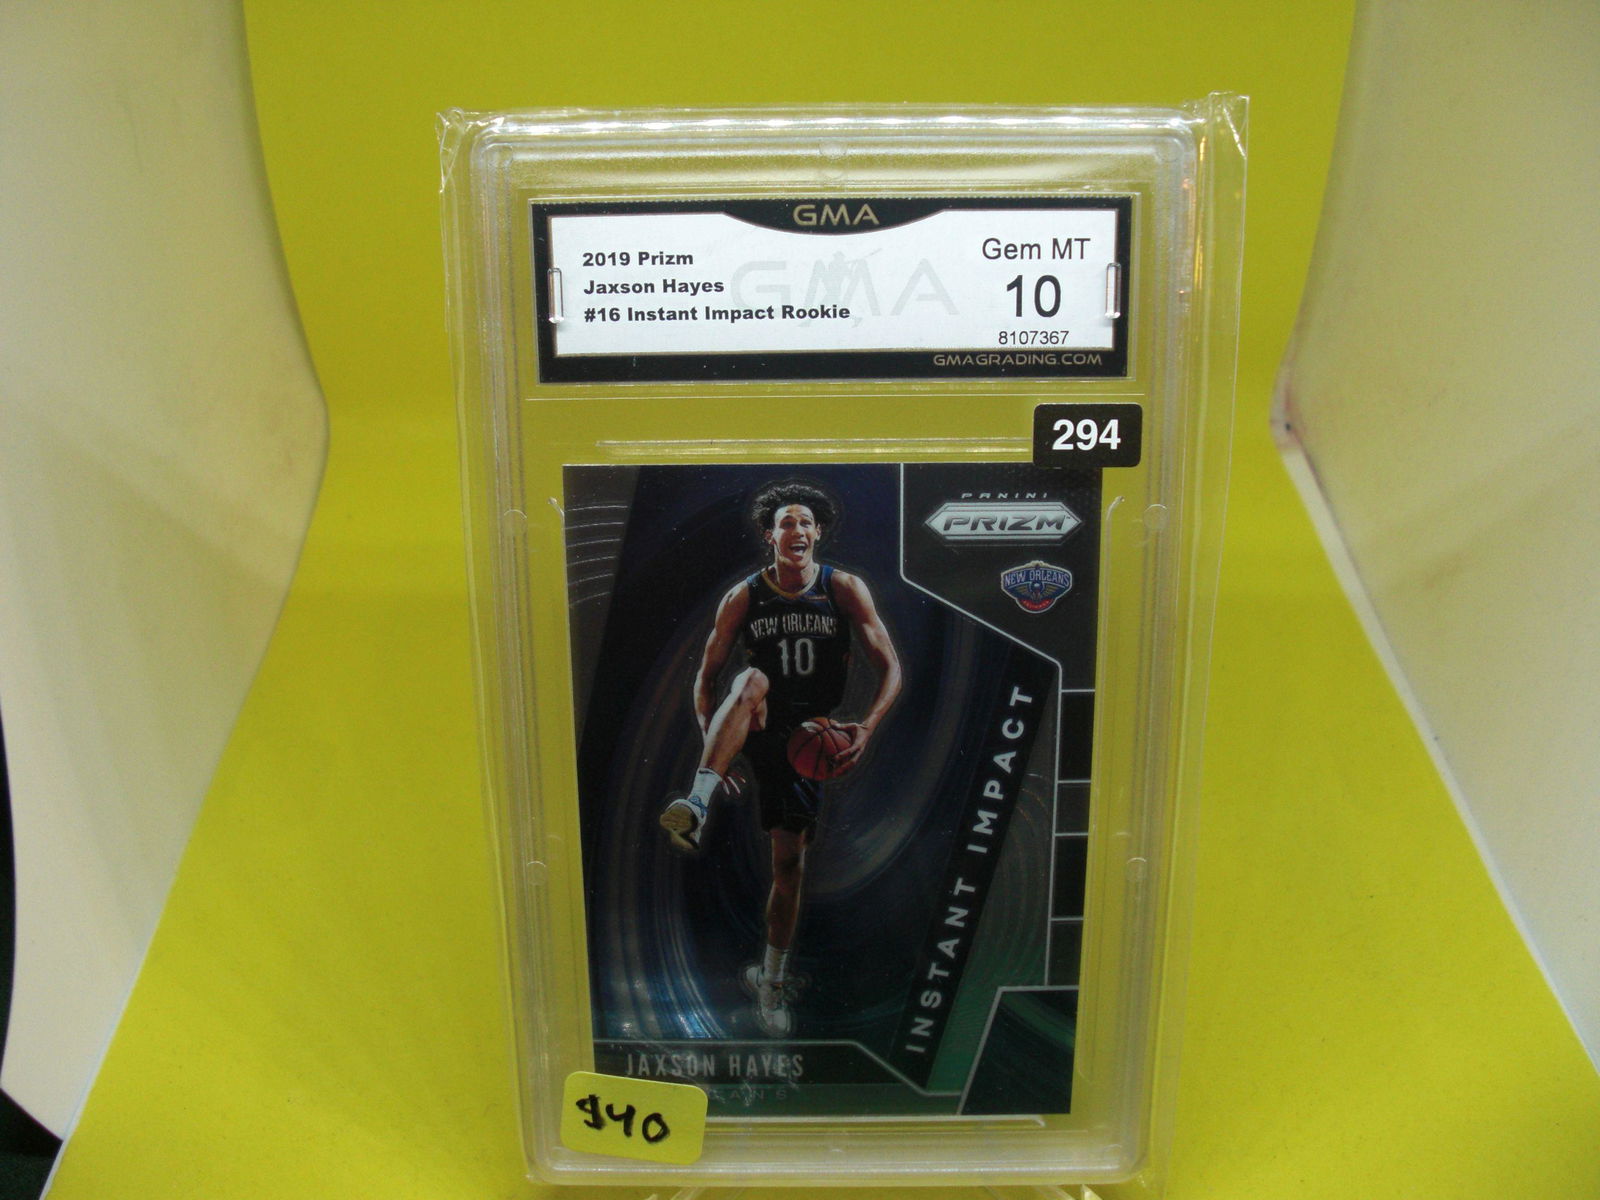 GMA
2019 Prizm
Jaxson Hayes
#16 Instant Impact Rookie
GMA
Gem MT
10
8107367
GMAGRADING.COM
294
PANINI
PRIZM
NEW ORLEANS
NEW ORLEANS
10
INSTANT IMPACT
JAXSON HAYES
$40